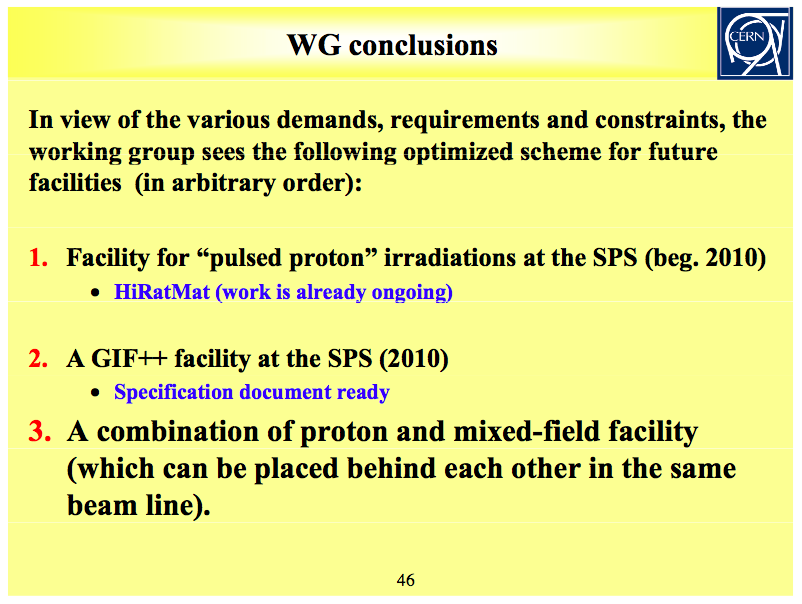 WG conclusions
CERN
In view of the various demands, requirements and constraints, the
working group sees the following optimized scheme for future
facilities (in arbitrary order):
1. Facility for “pulsed proton” irradiations at the SPS (beg. 2010)
• HiRatMat (work is already ongoing)
2. A GIF++ facility at the SPS (2010)
• Specification document ready
3. A combination of proton and mixed-field facility
(which can be placed behind each other in the same
beam line).
46